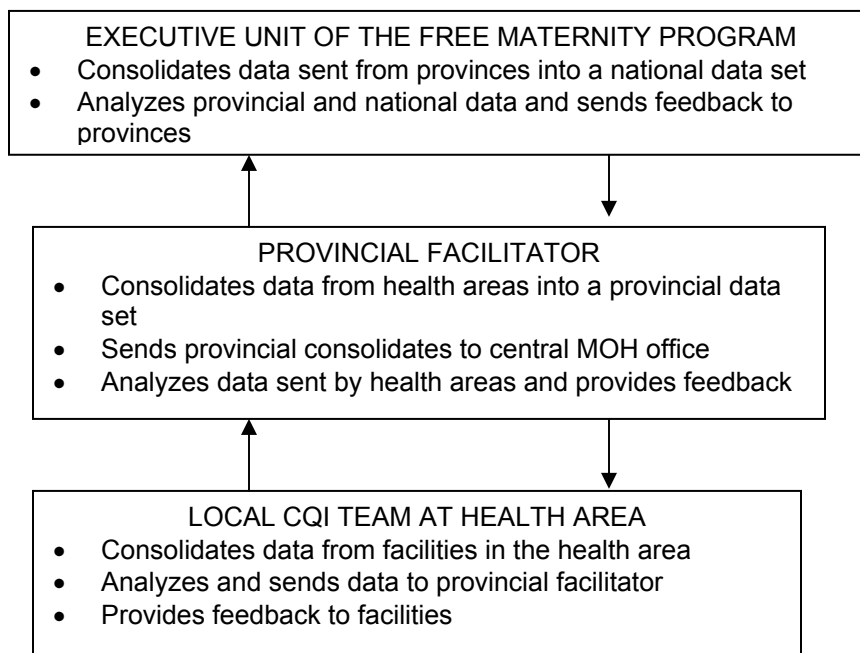 EXECUTIVE UNIT OF THE FREE MATERNITY PROGRAM
• Consolidates data sent from provinces into a national data set
• Analyzes provincial and national data and sends feedback to
provinces
PROVINCIAL FACILITATOR
• Consolidates data from health areas into a provincial data
set
• Sends provincial consolidates to central MOH office
• Analyzes data sent by health areas and provides feedback
LOCAL CQI TEAM AT HEALTH AREA
• Consolidates data from facilities in the health area
• Analyzes and sends data to provincial facilitator
• Provides feedback to facilities